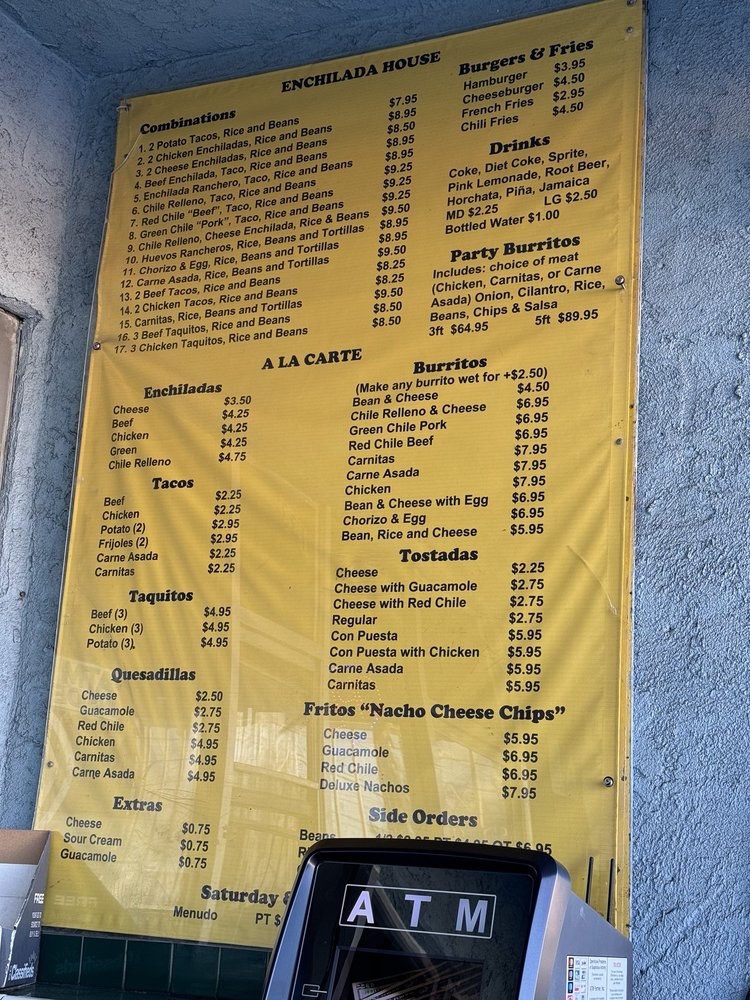 ENCHILADA HOUSE
Combinations
1. 2 Potato Tacos, Rice and Beans $7.95
2. 2 Chicken Enchiladas, Rice and Beans $8.95
3. 2 Cheese Enchiladas, Rice and Beans $8.50
4. Beef Enchilada, Taco, Rice and Beans $8.95
5. Enchilada Ranchero, Taco, Rice and Beans $8.95
6. Chile Relleno, Taco, Rice and Beans $9.25
7. Red Chile "Beef", Taco, Rice and Beans $9.25
8. Green Chile "Pork", Taco, Rice and Beans $9.25
9. Chile Relleno, Cheese Enchilada, Rice & Beans $9.50
10. Huevos Rancheros, Rice, Beans and Tortillas $8.95
11. Chorizo & Egg, Rice, Beans and Tortillas $8.95
12. Carne Asada, Rice, Beans and Tortillas $9.50
13. 2 Beef Tacos, Rice and Beans $8.25
14. 2 Chicken Tacos, Rice and Beans $8.25
15. Carnitas, Rice, Beans and Tortillas $9.50
16. 3 Beef Taquitos, Rice and Beans $8.50
17. 3 Chicken Taquitos, Rice and Beans $8.50
Burgers & Fries
Hamburger $3.95
Cheeseburger $4.50
French Fries $2.95
Chili Fries $4.50
Drinks
Coke, Diet Coke, Sprite,
Pink Lemonade, Root Beer,
Horchata, Piña, Jamaica
MD $2.25 LG $2.50
Bottled Water $1.00
Party Burritos
Includes: choice of meat
(Chicken, Carnitas, or Carne
Asada) Onion, Cilantro, Rice,
Beans, Chips & Salsa
3ft $64.95 5ft $89.95
A LA CARTE
Enchiladas
Cheese $3.50
Beef $4.25
Chicken $4.25
Green $4.25
Chile Relleno $4.75
Tacos
Beef $2.25
Chicken $2.25
Potato (2) $2.95
Frijoles (2) $2.95
Carne Asada $2.25
Carnitas $2.25
Taquitos
Beef (3) $4.95
Chicken (3) $4.95
Potato (3) $4.95
Quesadillas
Cheese $2.50
Guacamole $2.75
Red Chile $2.75
Chicken $4.95
Carnitas $4.95
Carne Asada $4.95
Extras
Cheese $0.75
Sour Cream $0.75
Guacamole $0.75
Burritos
(Make any burrito wet for +$2.50)
Bean & Cheese $4.50
Chile Relleno & Cheese $6.95
Green Chile Pork $6.95
Red Chile Beef $6.95
Carnitas $7.95
Carne Asada $7.95
Chicken $7.95
Bean & Cheese with Egg $6.95
Chorizo & Egg $6.95
Bean, Rice and Cheese $5.95
Tostadas
Cheese $2.25
Cheese with Guacamole $2.75
Cheese with Red Chile $2.75
Regular $2.75
Con Puesta $5.95
Con Puesta with Chicken $5.95
Carne Asada $5.95
Carnitas $5.95
Fritos "Nacho Cheese Chips"
Cheese $5.95
Guacamole $6.95
Red Chile $6.95
Deluxe Nachos $7.95
Side Orders
Beans
Saturday &
Menudo PT $
ATM
FREE
Classifieds